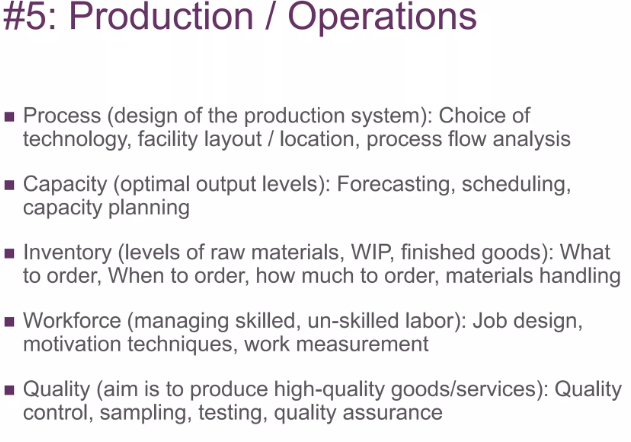 #5: Production / Operations
■ Process (design of the production system): Choice of
technology, facility layout / location, process flow analysis
■ Capacity (optimal output levels): Forecasting, scheduling,
capacity planning
■ Inventory (levels of raw materials, WIP, finished goods): What
to order, When to order, how much to order, materials handling
■ Workforce (managing skilled, un-skilled labor): Job design,
motivation techniques, work measurement
■ Quality (aim is to produce high-quality goods/services): Quality
control, sampling, testing, quality assurance